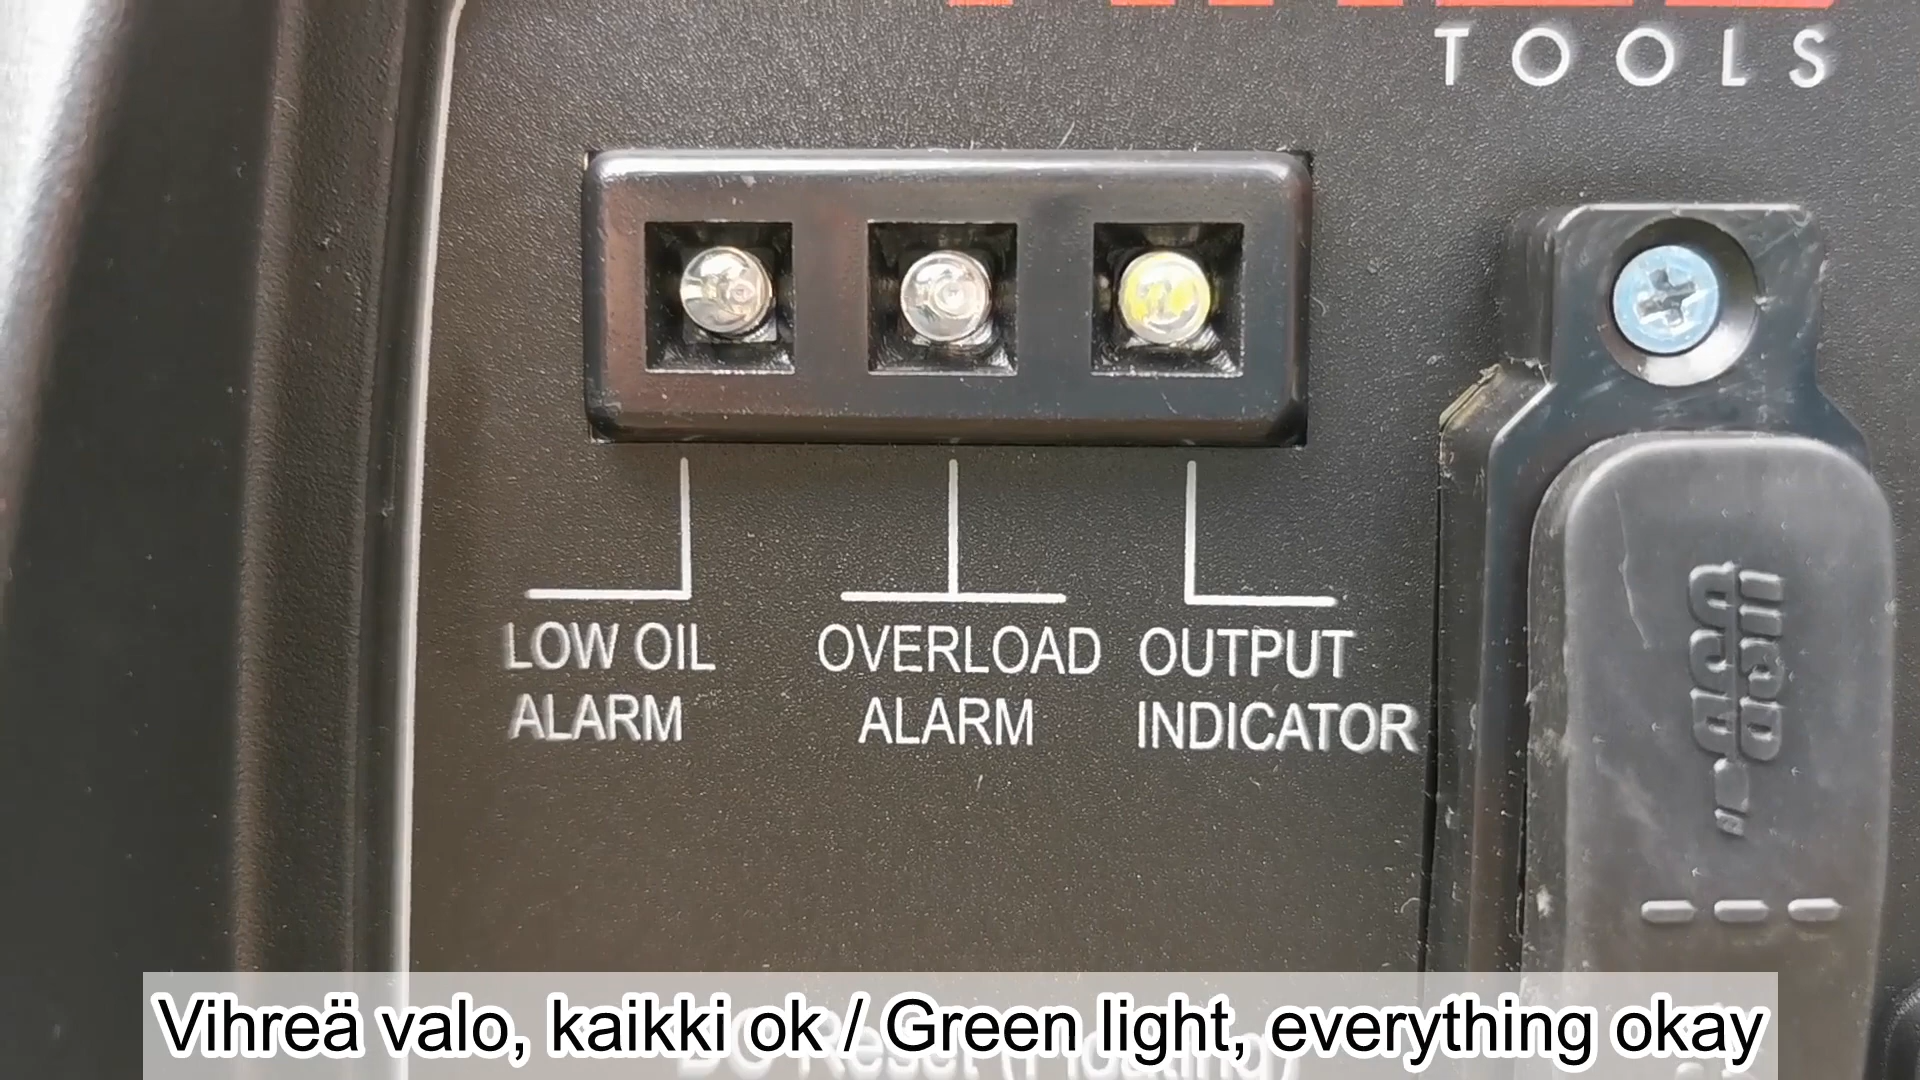 TOOLS
LOW OIL
ALARM
OVERLOAD
ALARM
OUTPUT
INDICATOR
Vihreä valo, kaikki ok / Green light, everything okay